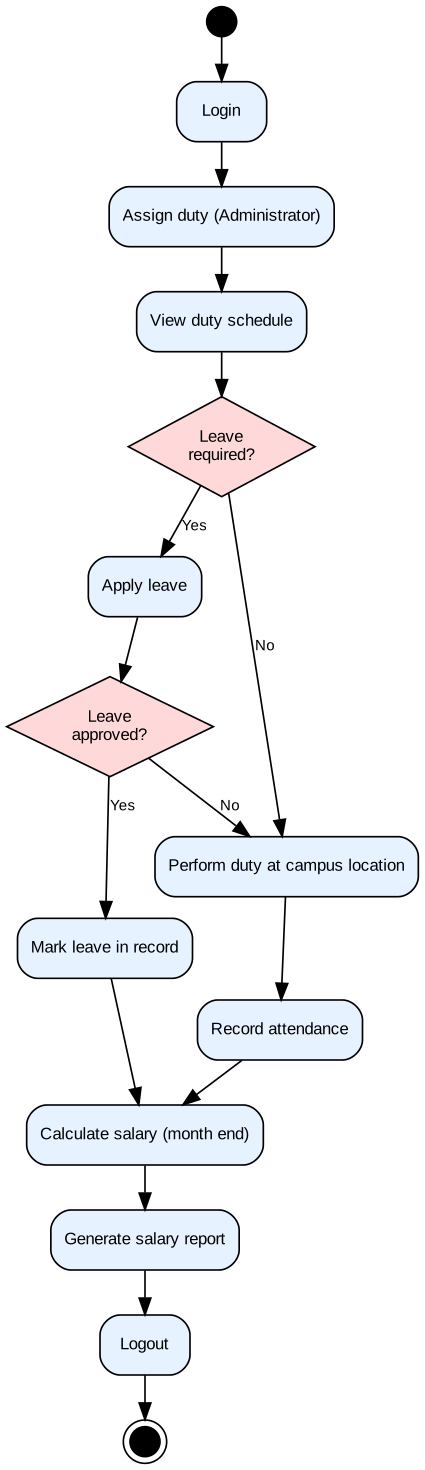 Login
Assign duty (Administrator)
View duty schedule
Leave
required?
Yes
Apply leave
No
Leave
approved?
Yes
No
Perform duty at campus location
Mark leave in record
Record attendance
Calculate salary (month end)
Generate salary report
Logout